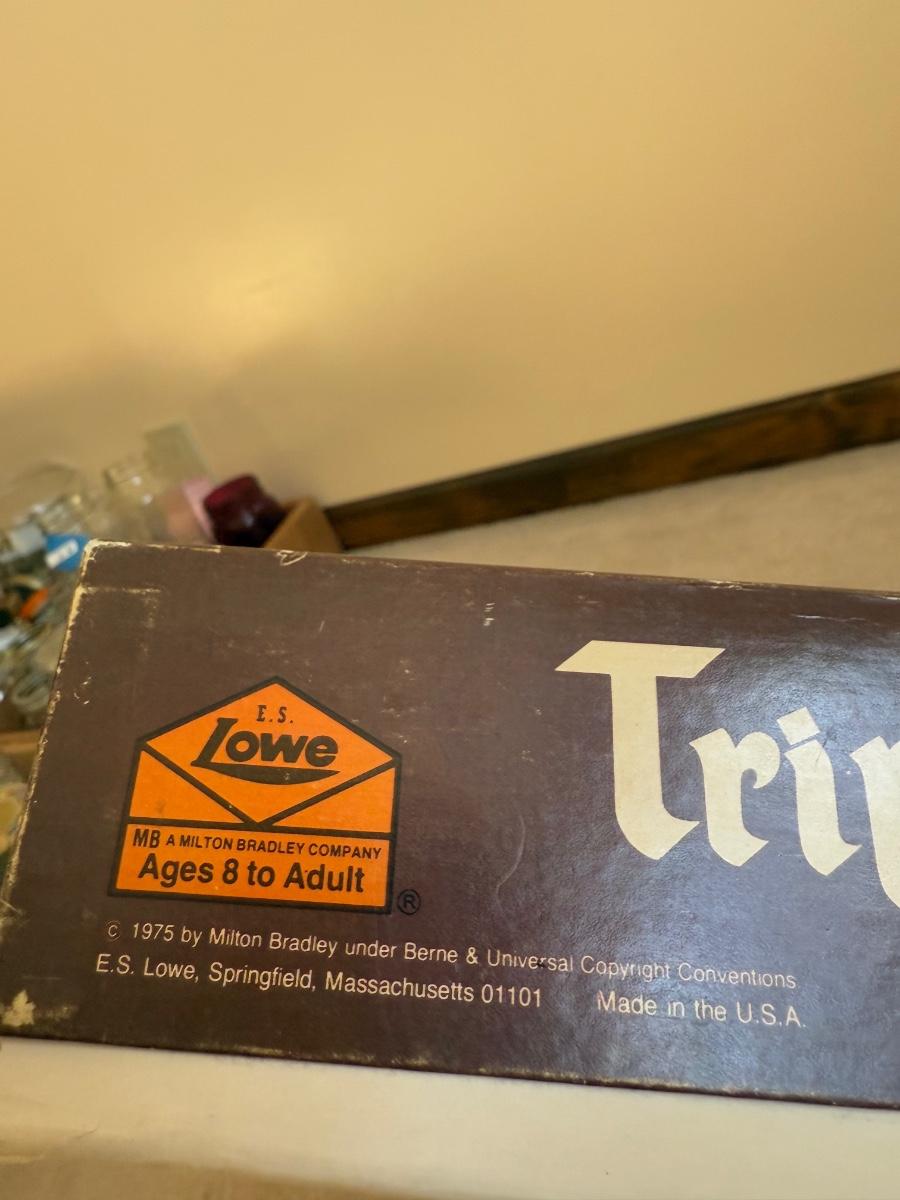 E.S.
Lowe
MB A MILTON BRADLEY COMPANY
Ages 8 to Adult
®
Tri
© 1975 by Milton Bradley under Berne & Universal Copyright Conventions
E.S. Lowe, Springfield, Massachusetts 01101 Made in the U.S.A.